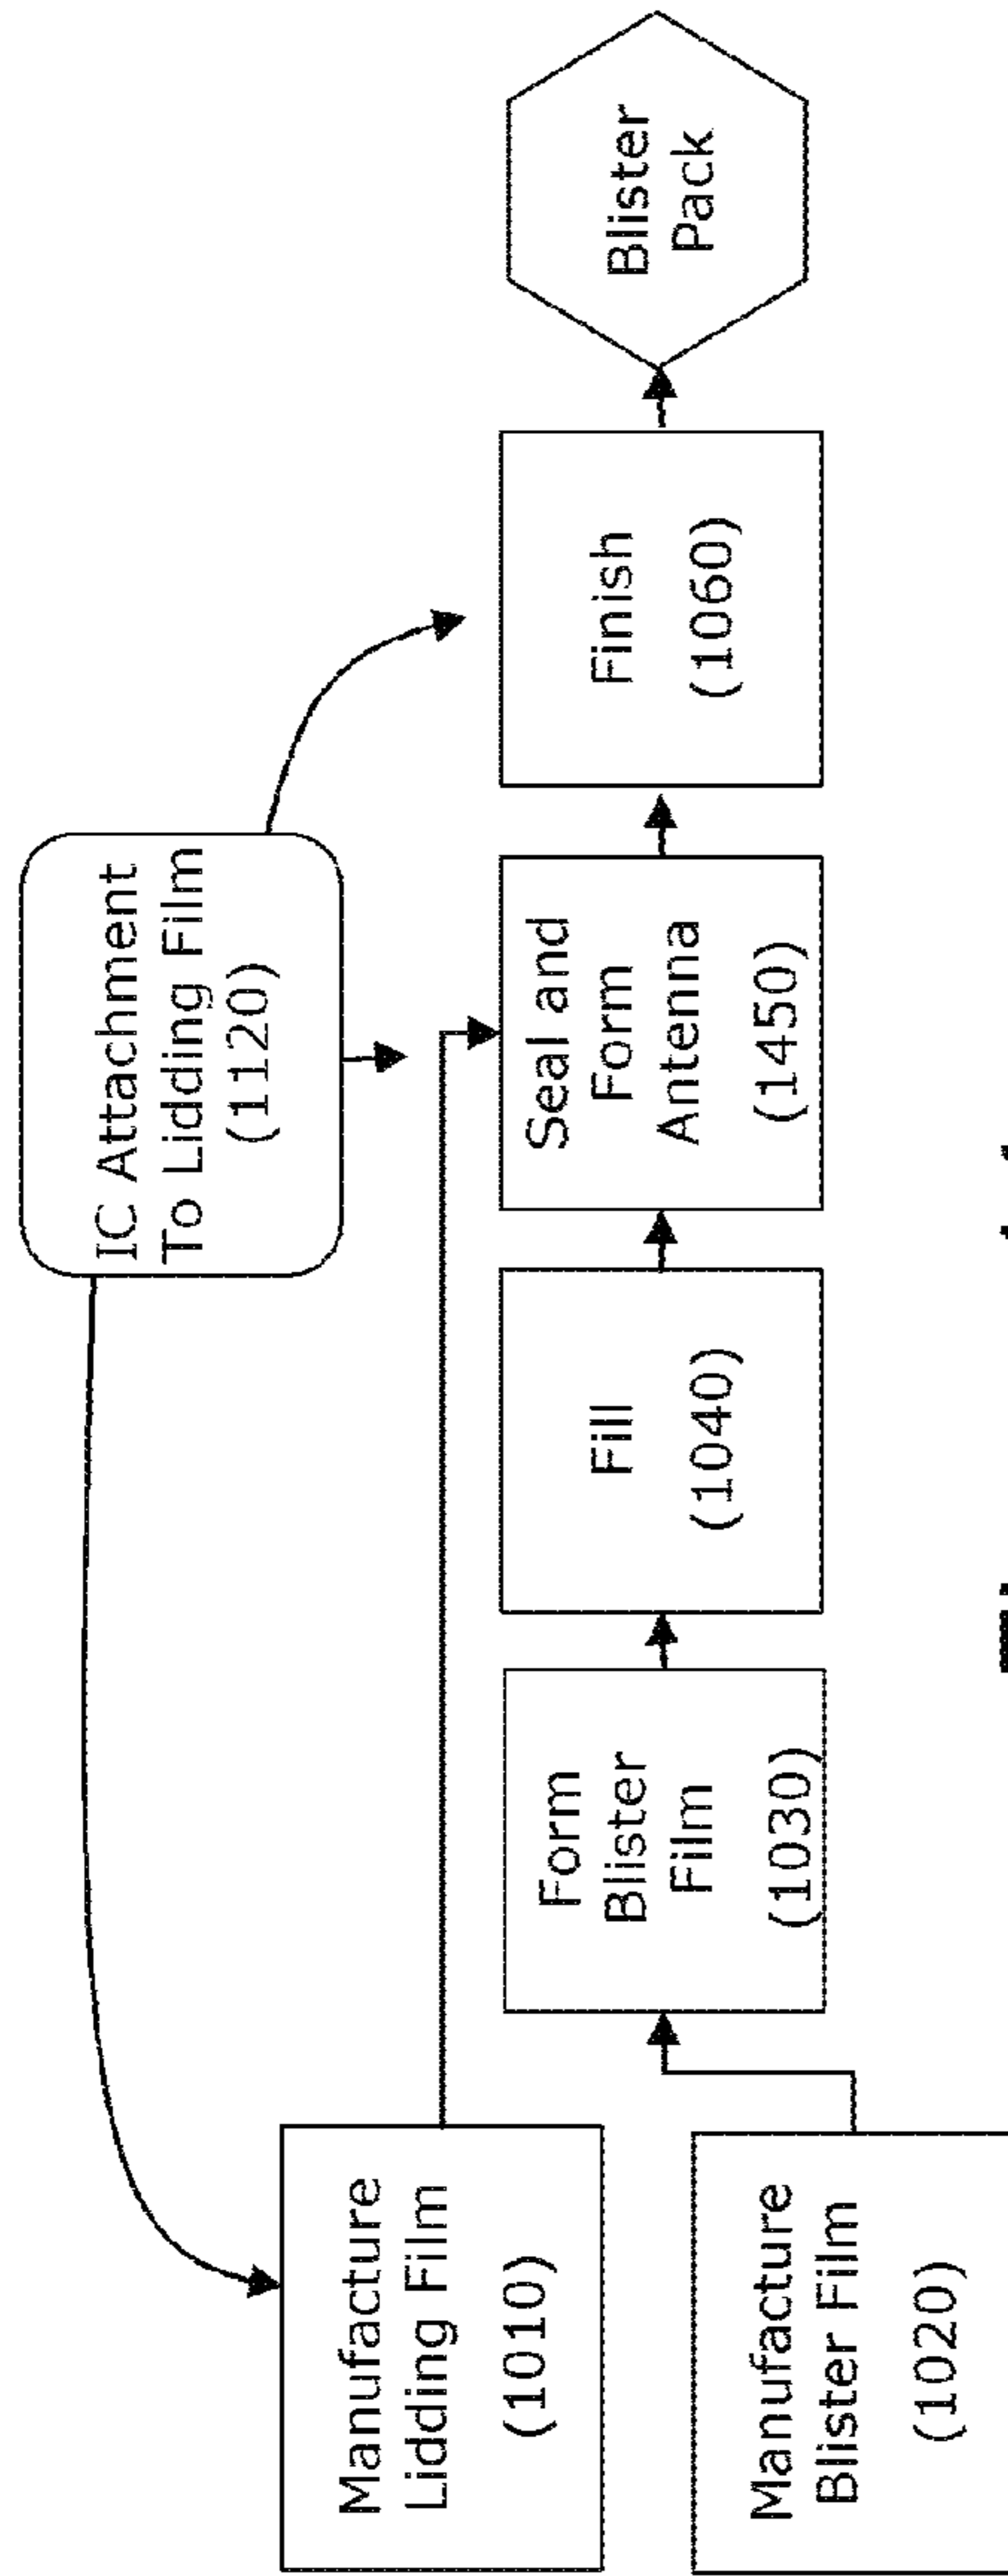 IC Attachment
To Lidding Film
(1120)
Manufacture
Lidding Film
(1010)
Manufacture
Blister Film
(1020)
Form
Blister
Film
(1030)
Fill
(1040)
Seal and
Form
Antenna
(1450)
Finish
(1060)
Blister
Pack